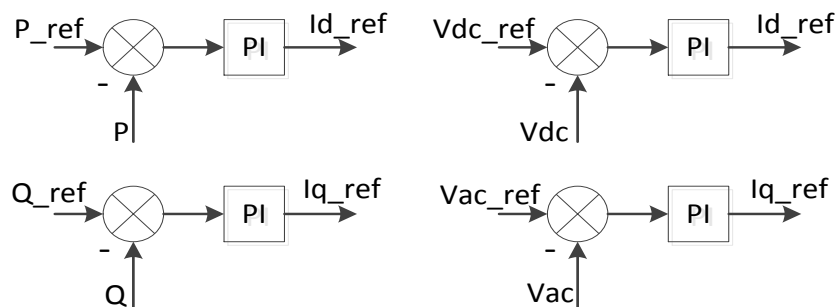 P_ref
PI
Id_ref
-
P
Vdc_ref
PI
Id_ref
-
Vdc
Q_ref
PI
Iq_ref
-
Q
Vac_ref
PI
Iq_ref
-
Vac